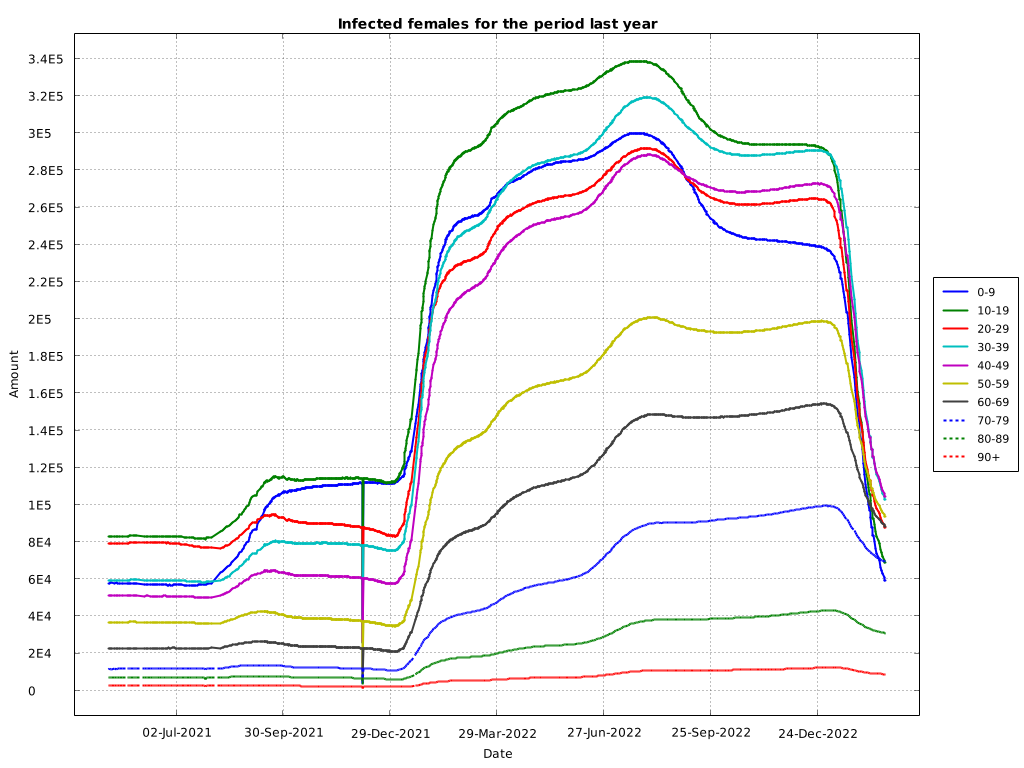 Infected females for the period last year
3.4E5
3.2E5
3E5
2.8E5
2.6E5
2.4E5
2.2E5
2E5
1.8E5
1.6E5
1.4E5
1.2E5
1E5
8E4
6E4
4E4
2E4
0
Amount
02-Jul-2021
30-Sep-2021
29-Dec-2021
29-Mar-2022
27-Jun-2022
25-Sep-2022
24-Dec-2022
Date
0-9
10-19
20-29
30-39
40-49
50-59
60-69
70-79
80-89
90+